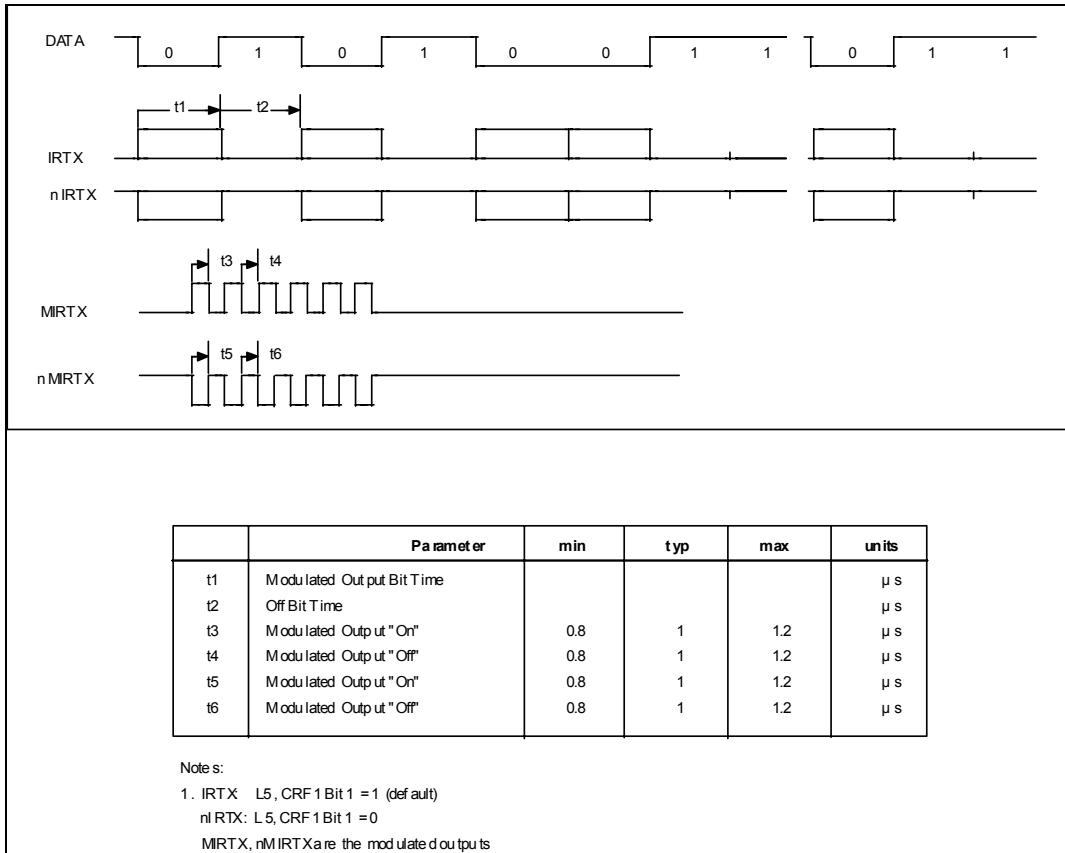 DATA
0 1 0 1 0 0 1 1 0 1 1
t1 t2
IRTX
nIRTX
t3 t4
MIRTX
t5 t6
nMIRTX
Parameter min typ max units
t1 Modulated Output Bit Time µs
t2 Off Bit Time µs
t3 Modulated Output "On" 0.8 1 1.2 µs
t4 Modulated Output "Off" 0.8 1 1.2 µs
t5 Modulated Output "On" 0.8 1 1.2 µs
t6 Modulated Output "Off" 0.8 1 1.2 µs
Notes:
1. IRTX: L5, CRF1 Bit 1 = 1 (default)
nIRTX: L5, CRF1 Bit 1 = 0
MIRTX, nMIRTX are the modulated outputs